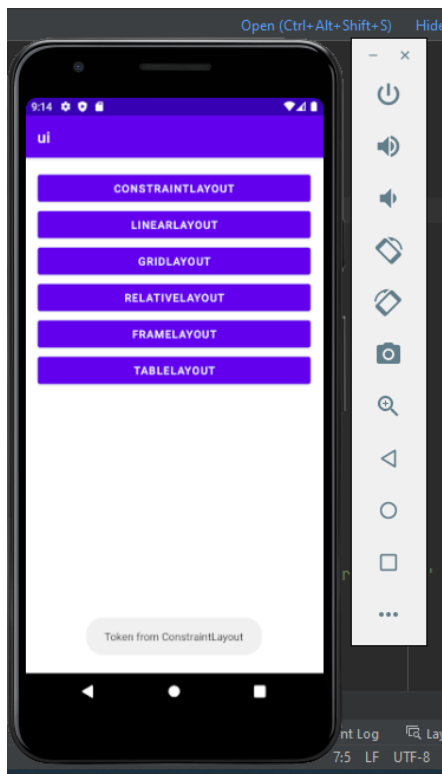 Open (Ctrl+Alt+Shift+S) Hide
9:14
ui
CONSTRAINTLAYOUT
LINEARLAYOUT
GRIDLAYOUT
RELATIVELAYOUT
FRAMELAYOUT
TABLELAYOUT
Token from ConstraintLayout
nt Log Lay
7:5 LF UTF-8